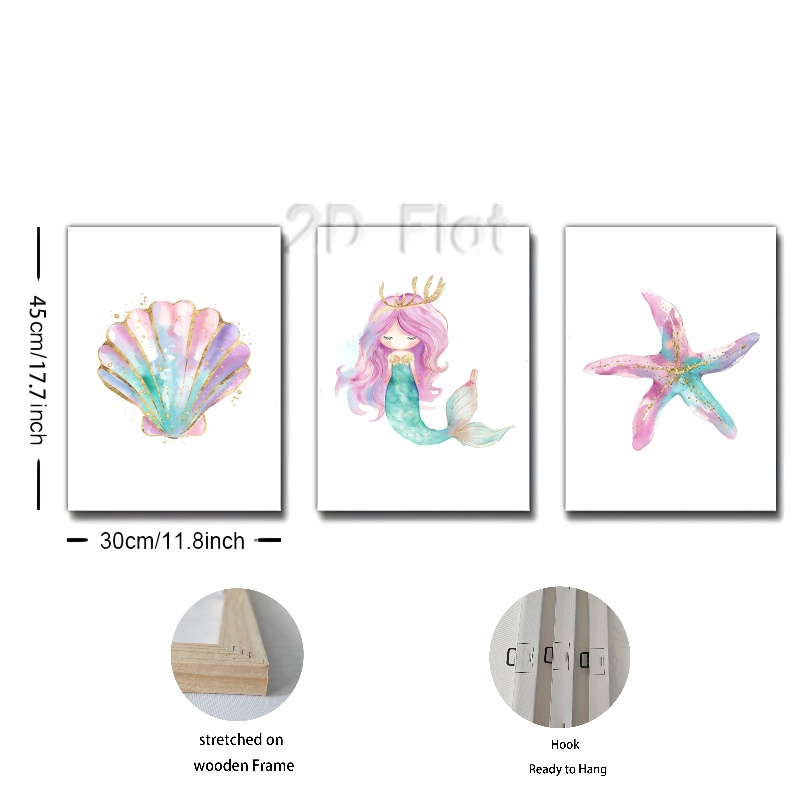 2D Flat
45cm/17.7inch
30cm/11.8inch
stretched on
wooden Frame
Hook
Ready to Hang